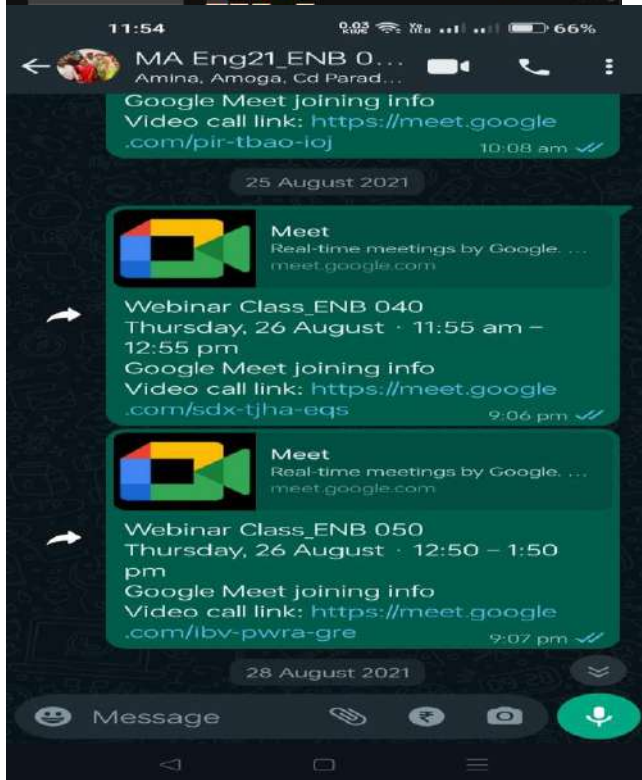 11:54
0.03 KB/s
66%
MA Eng21_ENB 0...
Amina, Amoga, Cd Parad...
Google Meet joining info
Video call link: https://meet.google
.com/pir-tbao-ioj
10:08 am
25 August 2021
Meet
Real-time meetings by Google. ...
meet.google.com
Webinar Class_ENB 040
Thursday, 26 August · 11:55 am –
12:55 pm
Google Meet joining info
Video call link: https://meet.google
.com/sdx-tjha-eqs
9:06 pm
Meet
Real-time meetings by Google. ...
meet.google.com
Webinar Class_ENB 050
Thursday, 26 August · 12:50 – 1:50
pm
Google Meet joining info
Video call link: https://meet.google
.com/ibv-pwra-gre
9:07 pm
28 August 2021
Message